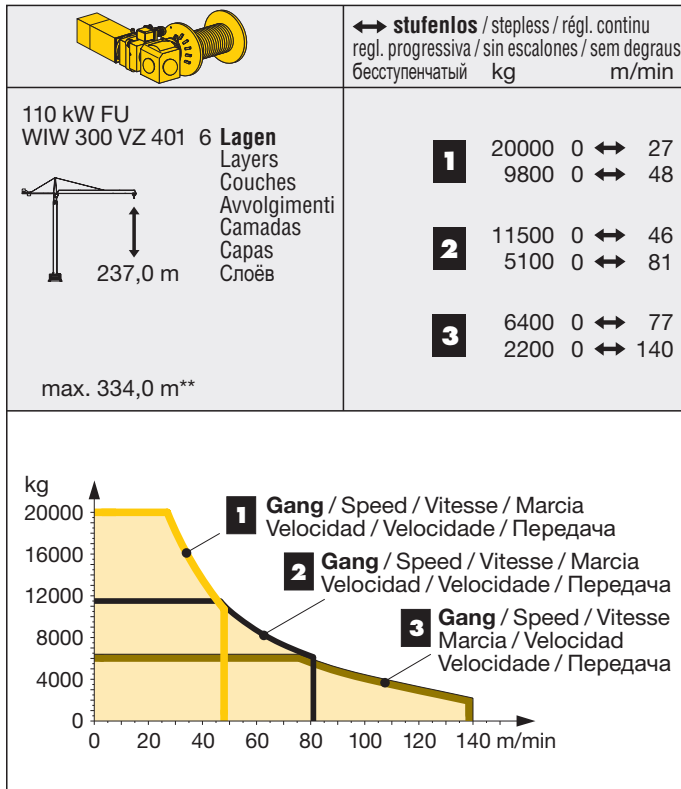 ↔ stufenlos / stepless / régl. continu
regl. progressiva / sin escalones / sem degraus
бесступенчатый kg m/min
110 kW FU
WIW 300 VZ 401 6 Lagen
Layers
Couches
Avvolgimenti
Camadas
Capas
Слоёв
237,0 m
max. 334,0 m**
1 20000 0 ↔ 27
9800 0 ↔ 48
2 11500 0 ↔ 46
5100 0 ↔ 81
3 6400 0 ↔ 77
2200 0 ↔ 140
kg
20000
16000
12000
8000
4000
0
1 Gang / Speed / Vitesse / Marcia
Velocidad / Velocidade / Передача
2 Gang / Speed / Vitesse / Marcia
Velocidad / Velocidade / Передача
3 Gang / Speed / Vitesse
Marcia / Velocidad
Velocidade / Передача
0 20 40 60 80 100 120 140 m/min